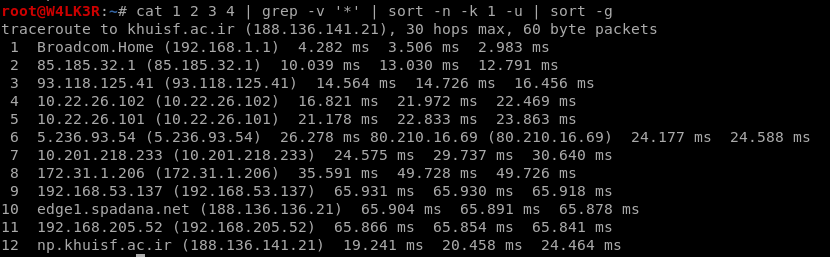 root@W4LK3R:~# cat 1 2 3 4 | grep -v '*' | sort -n -k 1 -u | sort -g
traceroute to khuisf.ac.ir (188.136.141.21), 30 hops max, 60 byte packets
 1  Broadcom.Home (192.168.1.1)  4.282 ms  3.506 ms  2.983 ms
 2  85.185.32.1 (85.185.32.1)  10.039 ms  13.030 ms  12.791 ms
 3  93.118.125.41 (93.118.125.41)  14.564 ms  14.726 ms  16.456 ms
 4  10.22.26.102 (10.22.26.102)  16.821 ms  21.972 ms  22.469 ms
 5  10.22.26.101 (10.22.26.101)  21.178 ms  22.833 ms  23.863 ms
 6  5.236.93.54 (5.236.93.54)  26.278 ms 80.210.16.69 (80.210.16.69)  24.177 ms  24.588 ms
 7  10.201.218.233 (10.201.218.233)  24.575 ms  29.737 ms  30.640 ms
 8  172.31.1.206 (172.31.1.206)  35.591 ms  49.728 ms  49.726 ms
 9  192.168.53.137 (192.168.53.137)  65.931 ms  65.930 ms  65.918 ms
10  edge1.spadana.net (188.136.136.21)  65.904 ms  65.891 ms  65.878 ms
11  192.168.205.52 (192.168.205.52)  65.866 ms  65.854 ms  65.841 ms
12  np.khuisf.ac.ir (188.136.141.21)  19.241 ms  20.458 ms  24.464 ms